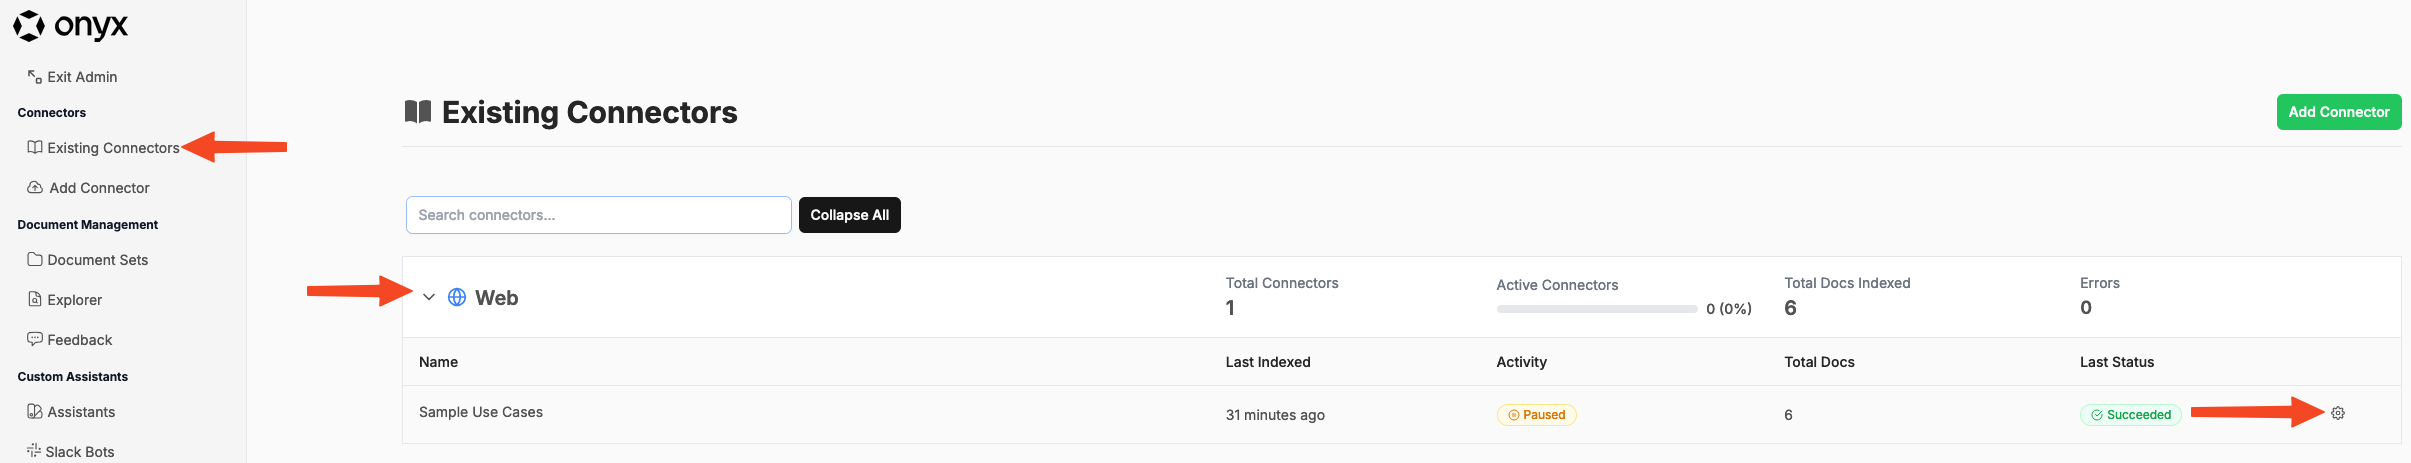 onyx
Exit Admin
Connectors
Existing Connectors
Add Connector
Document Management
Document Sets
Explorer
Feedback
Custom Assistants
Assistants
Slack Bots
Existing Connectors
Add Connector
Search connectors...
Collapse All
Web
Total Connectors
1
Active Connectors
0 (0%)
Total Docs Indexed
6
Errors
0
Name Last Indexed Activity Total Docs Last Status
Sample Use Cases 31 minutes ago Paused 6 Succeeded